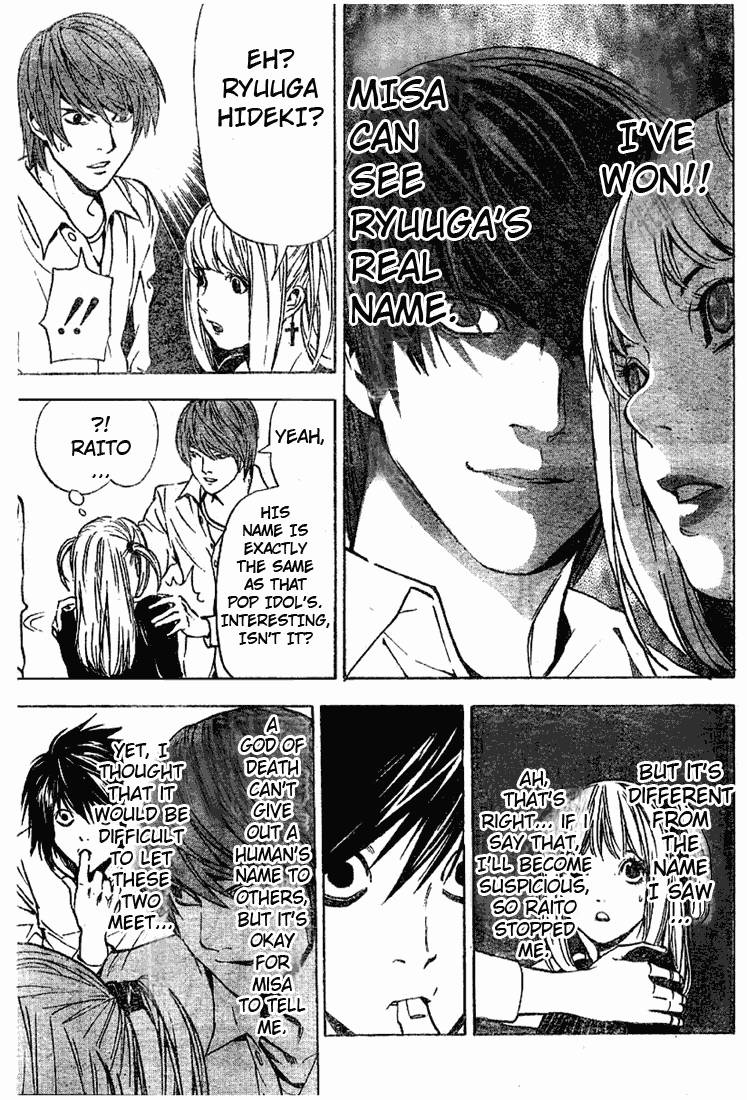 I'VE
WON!!
MISA
CAN
SEE
RYUUGA'S
REAL
NAME.
EH?
RYUUGA
HIDEKI?
!!
YEAH,
HIS
NAME IS
EXACTLY
THE SAME
AS THAT
POP IDOL'S.
INTERESTING,
ISN'T IT?
?!
RAITO
...
BUT IT'S
DIFFERENT
FROM
THE
NAME
I SAW
...
AH,
THAT'S
RIGHT... IF I
SAY THAT,
I'LL BECOME
SUSPICIOUS,
SO RAITO
STOPPED
ME.
A
GOD OF
DEATH
CAN'T
GIVE
OUT A
HUMAN'S
NAME TO
OTHERS,
BUT IT'S
OKAY
FOR
MISA
TO TELL
ME.
YET, I
THOUGHT
THAT IT
WOULD BE
DIFFICULT
TO LET
THESE
TWO
MEET...